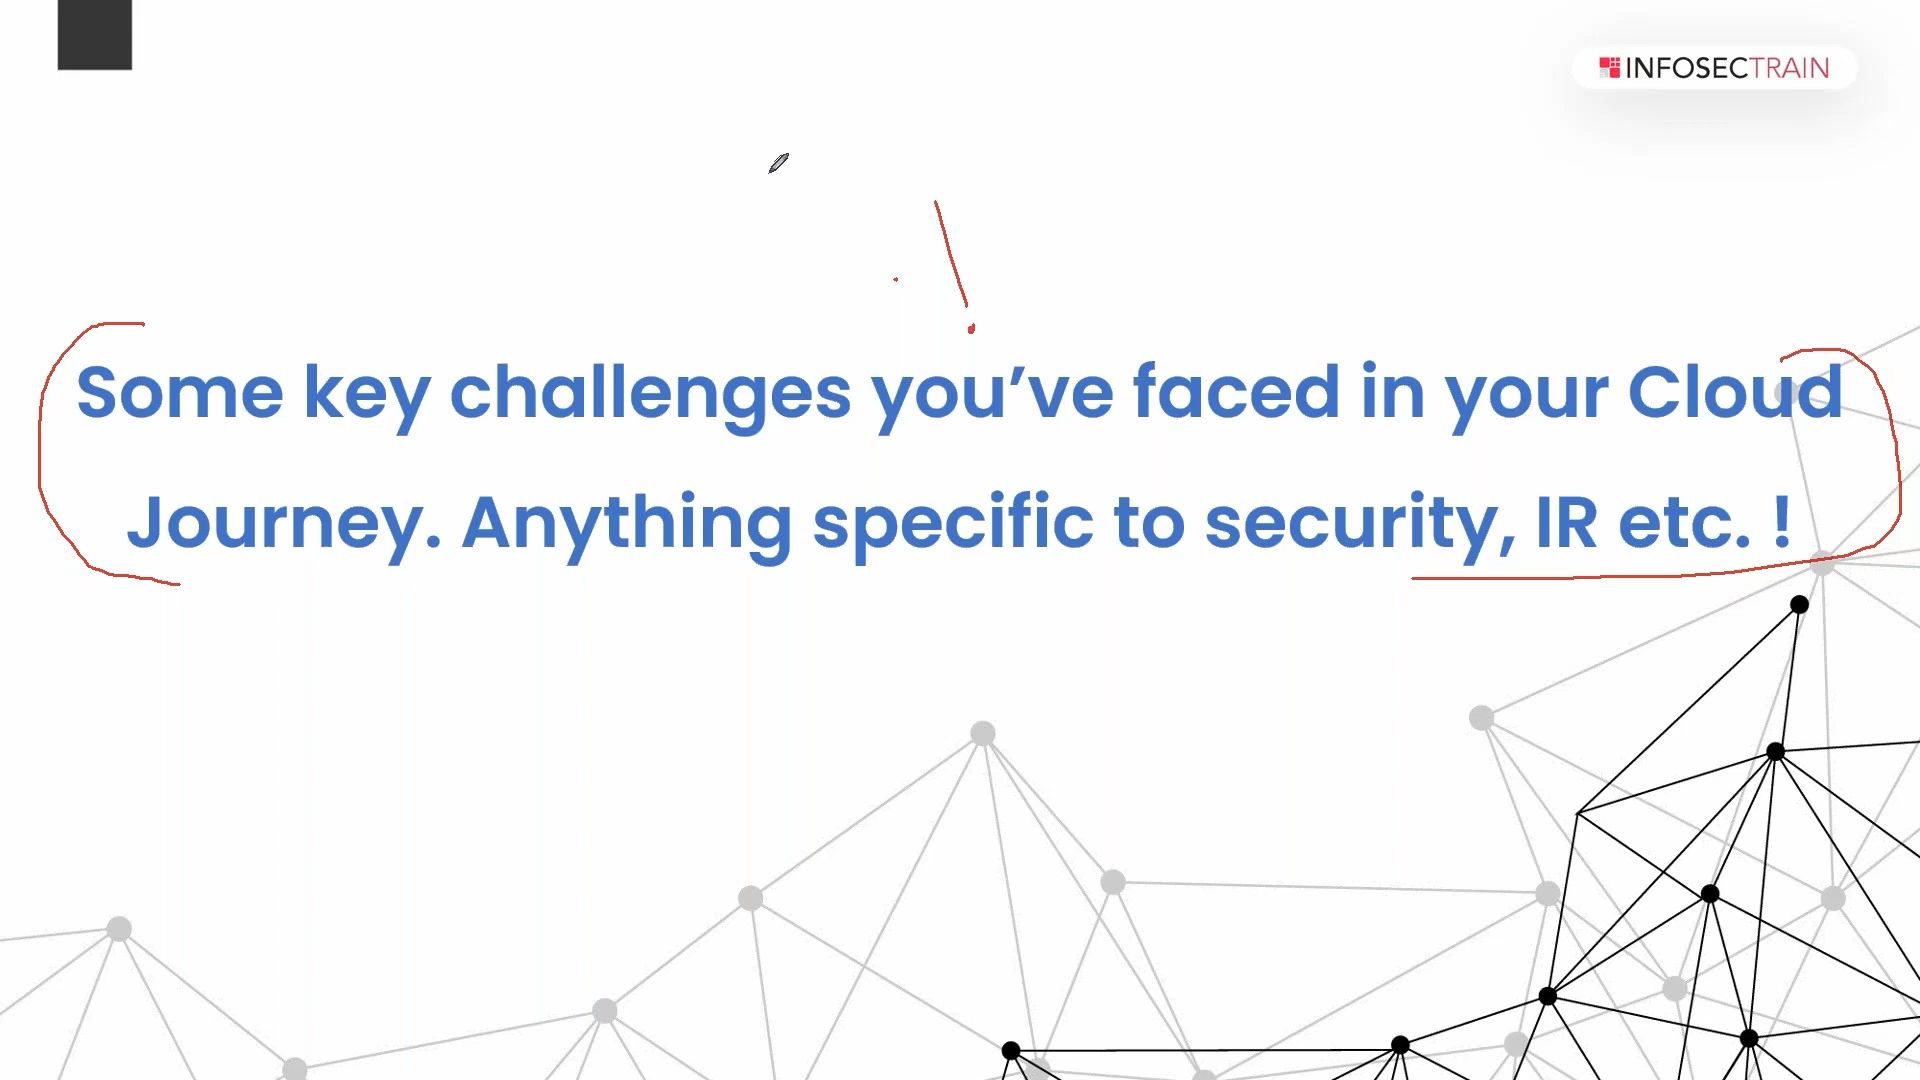 INFOSECTRAIN
Some key challenges you’ve faced in your Cloud
Journey. Anything specific to security, IR etc. !